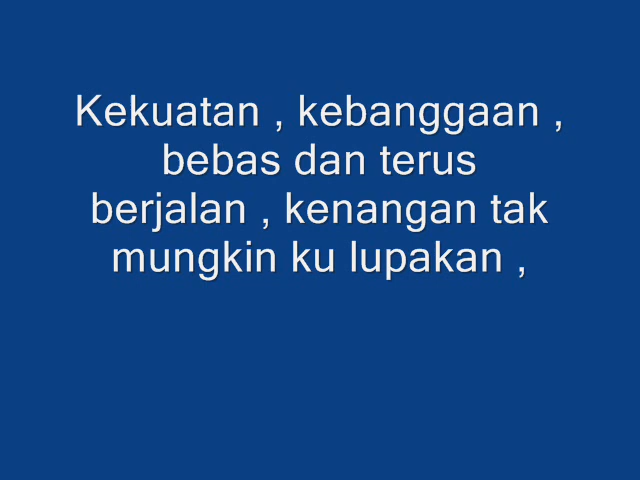 Kekuatan , kebanggaan ,
bebas dan terus
berjalan , kenangan tak
mungkin ku lupakan ,